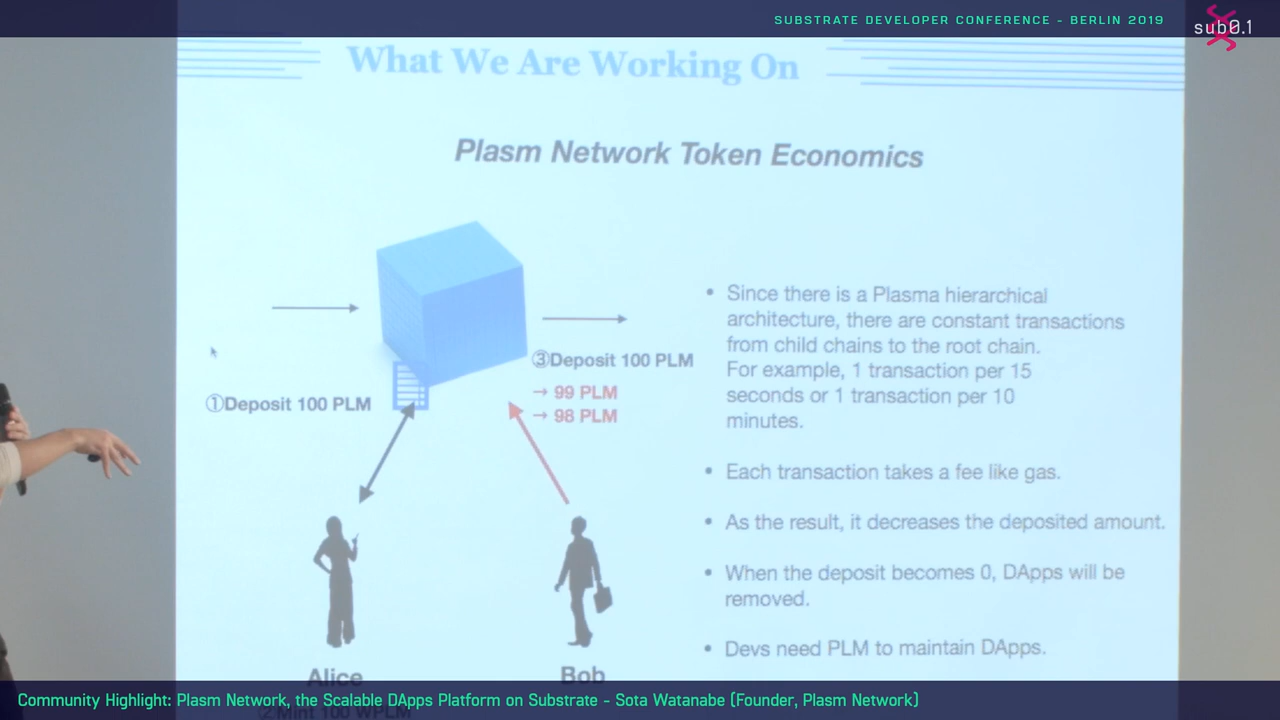 SUBSTRATE DEVELOPER CONFERENCE - BERLIN 2019
sub0.1
What We Are Working On
Plasm Network Token Economics
①Deposit 100 PLM
③Deposit 100 PLM
→ 99 PLM
→ 98 PLM
Alice
Bob
②Mint 100 WPLM
• Since there is a Plasma hierarchical
architecture, there are constant transactions
from child chains to the root chain.
For example, 1 transaction per 15
seconds or 1 transaction per 10
minutes.
• Each transaction takes a fee like gas.
• As the result, it decreases the deposited amount.
• When the deposit becomes 0, DApps will be
removed.
• Devs need PLM to maintain DApps.
Community Highlight: Plasm Network, the Scalable DApps Platform on Substrate - Sota Watanabe (Founder, Plasm Network)